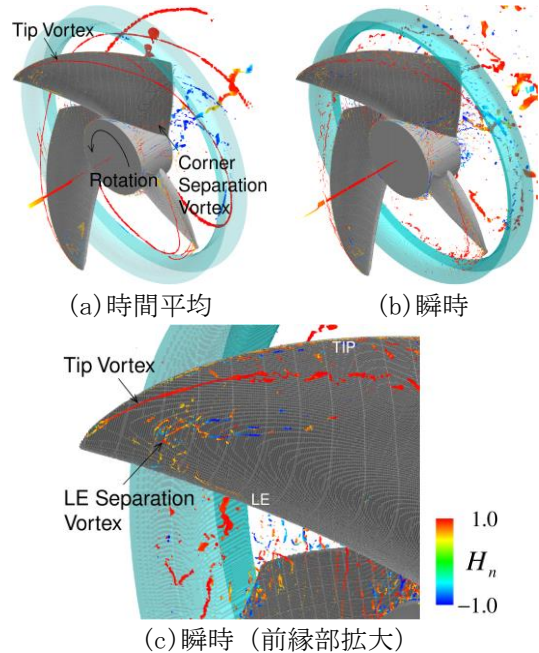 Tip Vortex
Rotation
Corner
Separation
Vortex
(a)時間平均
(b)瞬時
Tip Vortex
TIP
LE Separation
Vortex
LE
1.0
Hn
−1.0
(c)瞬時（前縁部拡大）